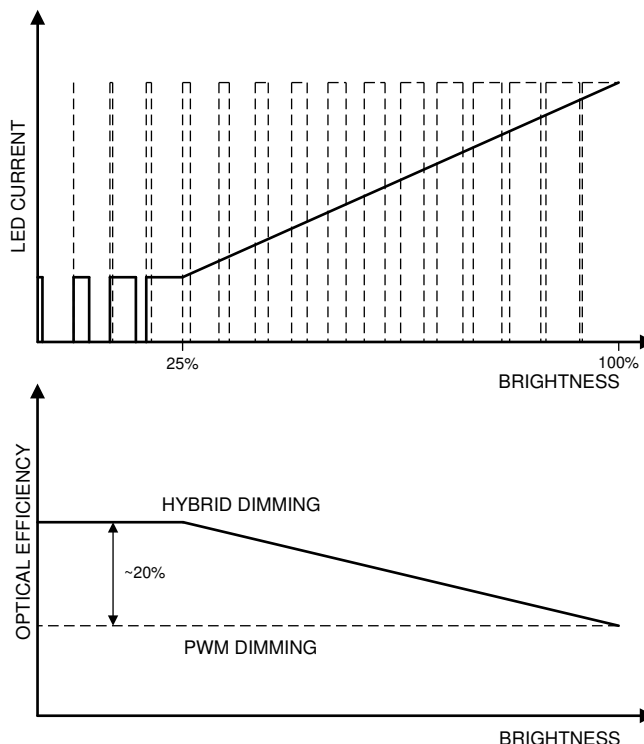 LED CURRENT
25%
100%
BRIGHTNESS
OPTICAL EFFICIENCY
HYBRID DIMMING
~20%
PWM DIMMING
BRIGHTNESS